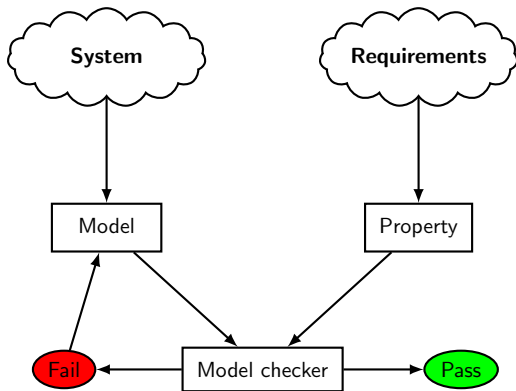 System
Requirements
Model
Property
Fail
Model checker
Pass